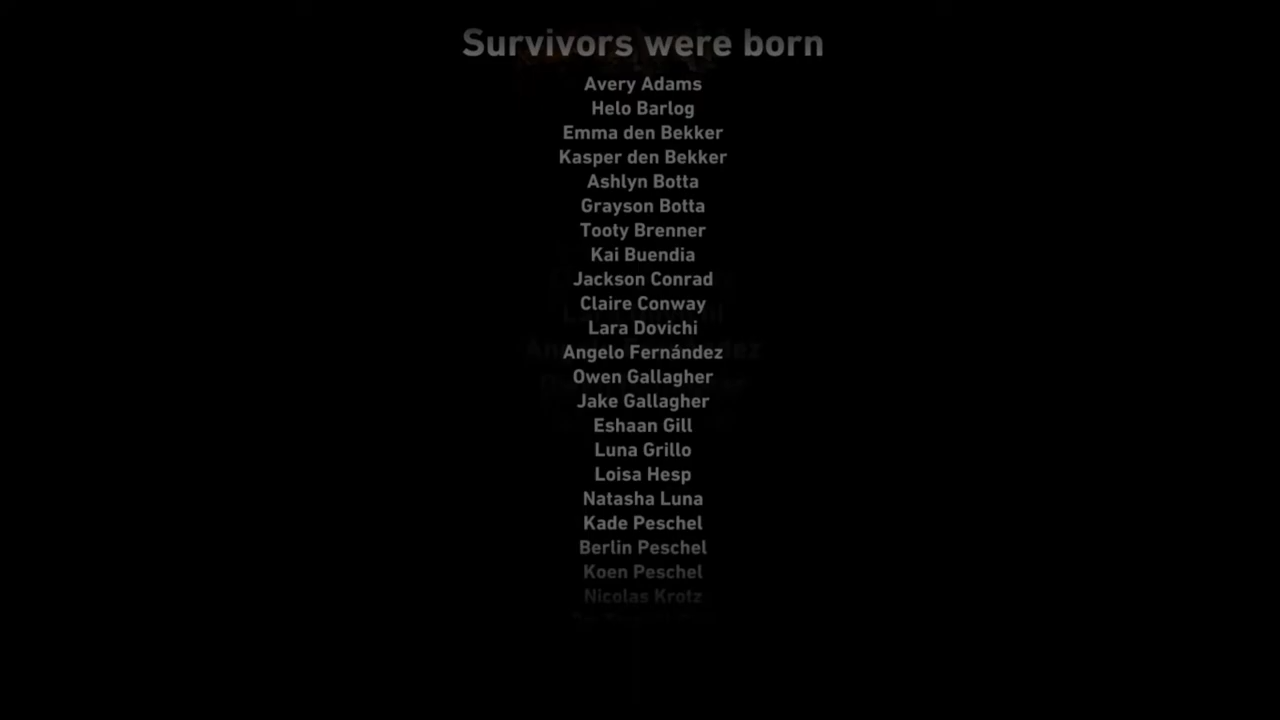 Survivors were born
Avery Adams
Helo Barlog
Emma den Bekker
Kasper den Bekker
Ashlyn Botta
Grayson Botta
Tooty Brenner
Kai Buendia
Jackson Conrad
Claire Conway
Lara Dovichi
Angelo Fernández
Owen Gallagher
Jake Gallagher
Eshaan Gill
Luna Grillo
Loisa Hesp
Natasha Luna
Kade Peschel
Berlin Peschel
Koen Peschel
Nicolas Krotz